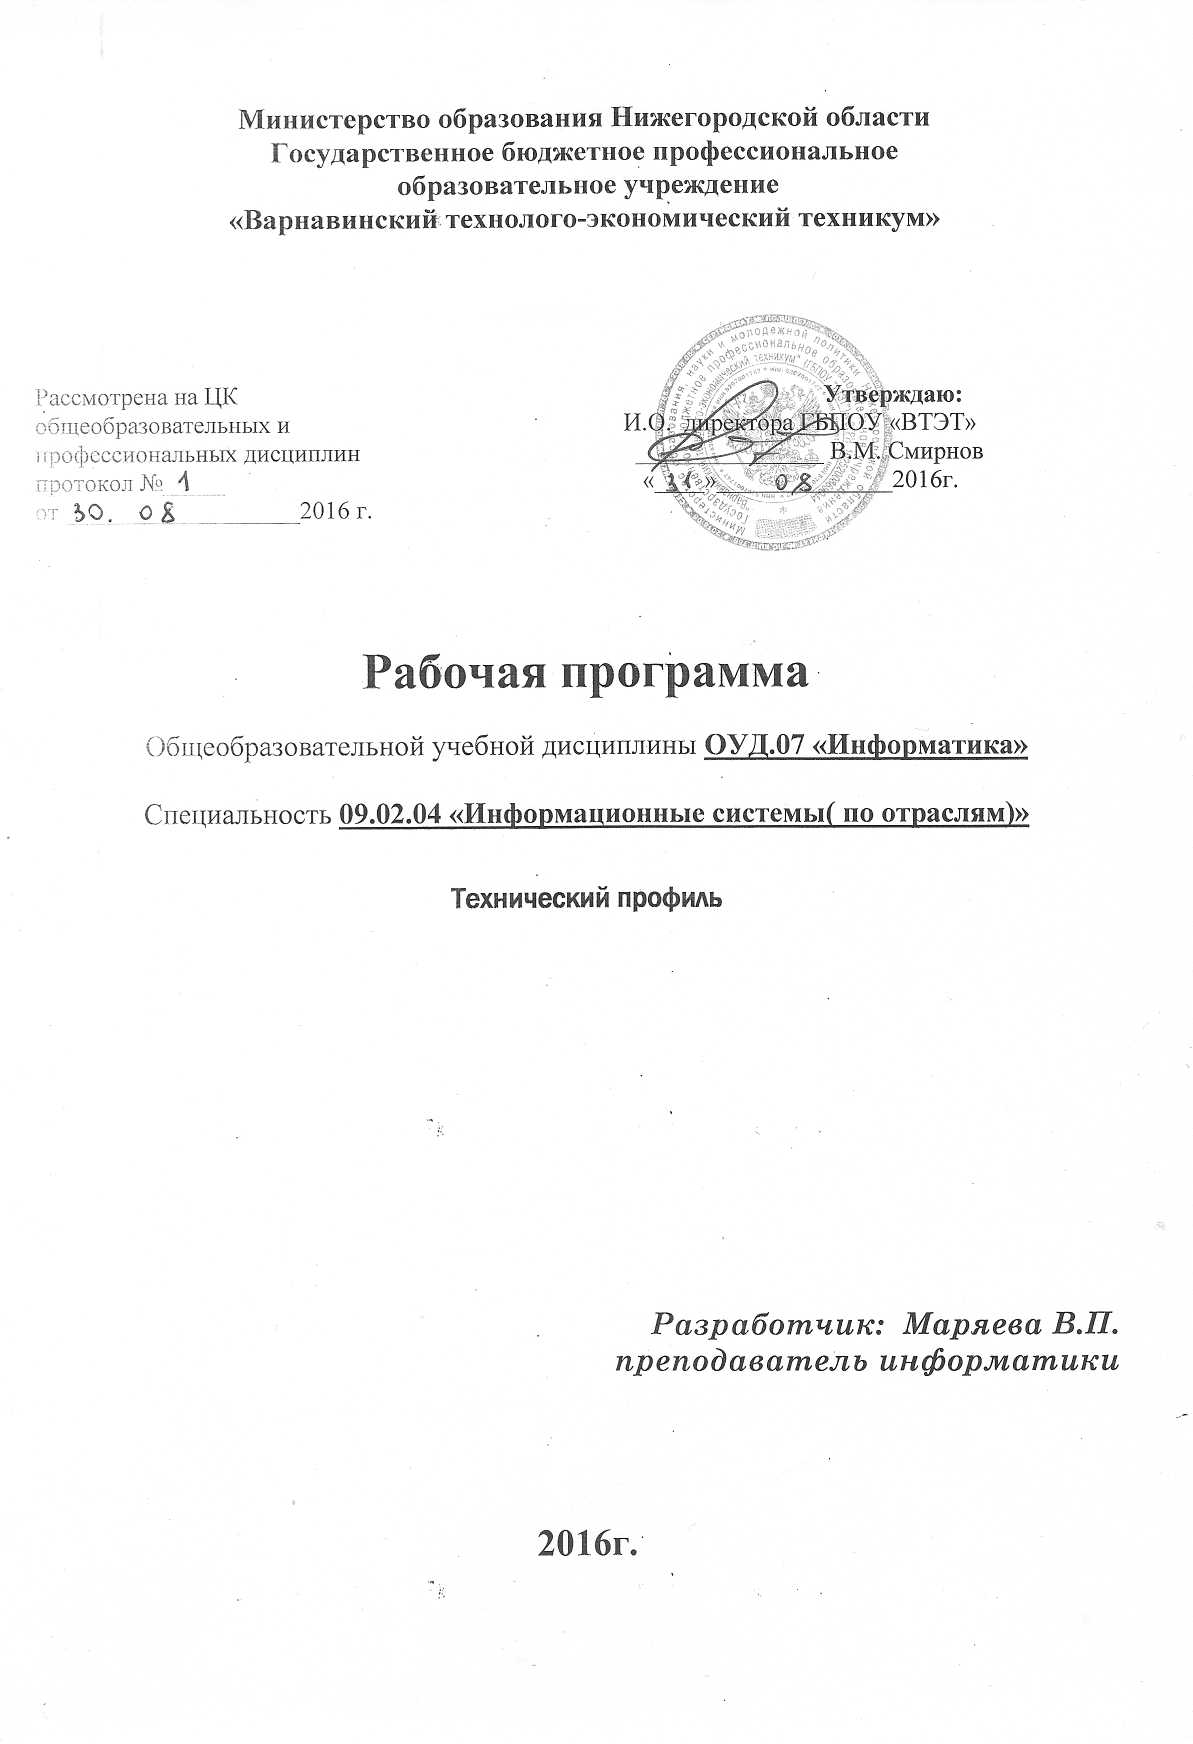 Министерство образования Нижегородской области
Государственное бюджетное профессиональное
образовательное учреждение
«Варнавинский технолого-экономический техникум»
Рассмотрена на ЦК
общеобразовательных и
профессиональных дисциплин
протокол № 1
от 30. 08 2016 г.
Утверждаю:
И.О. директора ГБПОУ «ВТЭТ»
В.М. Смирнов
«31» 08 2016г.
Рабочая программа
Общеобразовательной учебной дисциплины ОУД.07 «Информатика»
Специальность 09.02.04 «Информационные системы( по отраслям)»
Технический профиль
Разработчик: Маряева В.П.
преподаватель информатики
2016г.